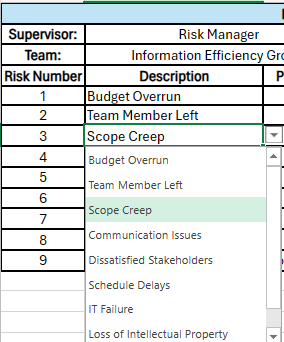 Supervisor: Risk Manager
Team: Information Efficiency Gro
Risk Number Description P
1 Budget Overrun
2 Team Member Left
3 Scope Creep
4 Budget Overrun
5 Team Member Left
6 Scope Creep
7 Communication Issues
8 Dissatisfied Stakeholders
9 Schedule Delays
IT Failure
Loss of Intellectual Property